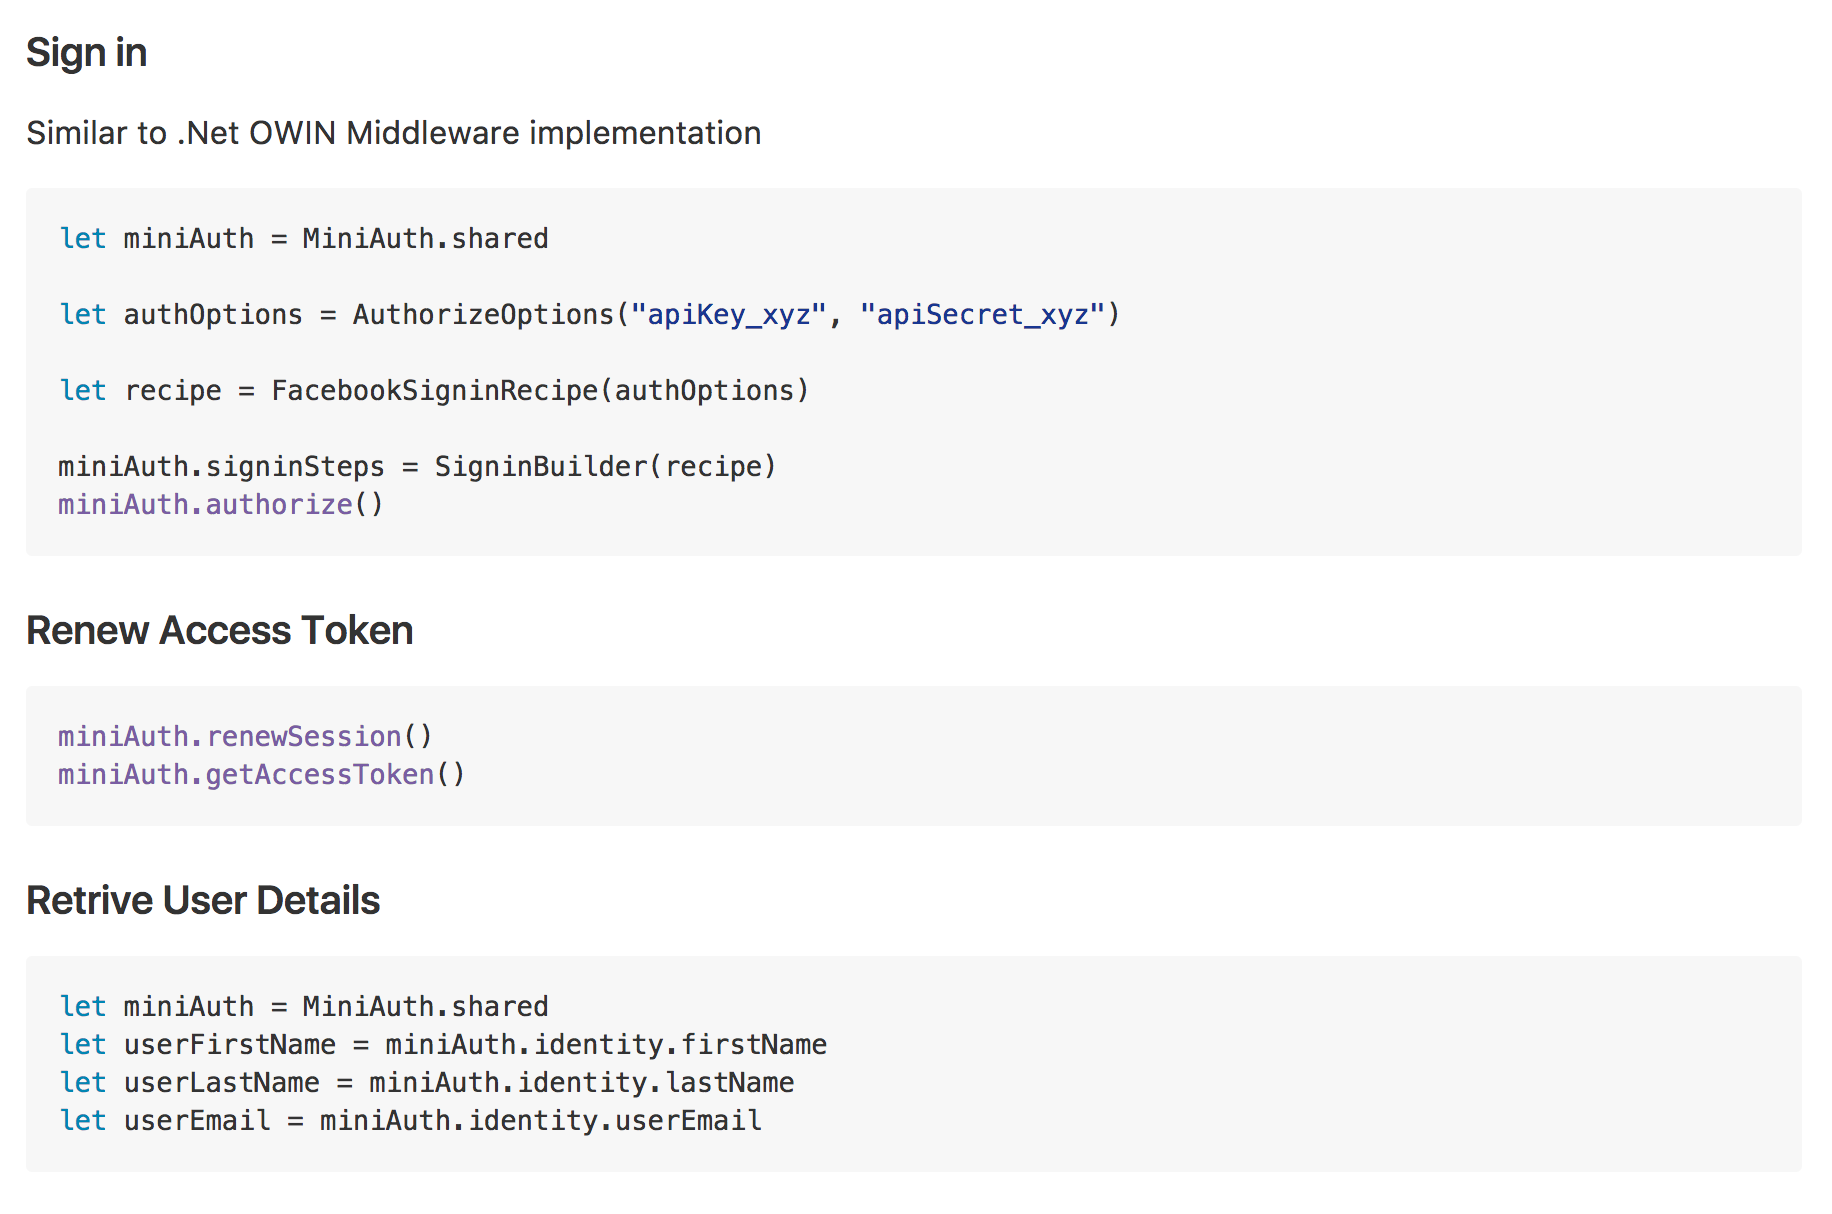 Sign in
Similar to .Net OWIN Middleware implementation
let miniAuth = MiniAuth.shared
let authOptions = AuthorizeOptions("apiKey_xyz", "apiSecret_xyz")
let recipe = FacebookSigninRecipe(authOptions)
miniAuth.signinSteps = SigninBuilder(recipe)
miniAuth.authorize()
Renew Access Token
miniAuth.renewSession()
miniAuth.getAccessToken()
Retrive User Details
let miniAuth = MiniAuth.shared
let userFirstName = miniAuth.identity.firstName
let userLastName = miniAuth.identity.lastName
let userEmail = miniAuth.identity.userEmail